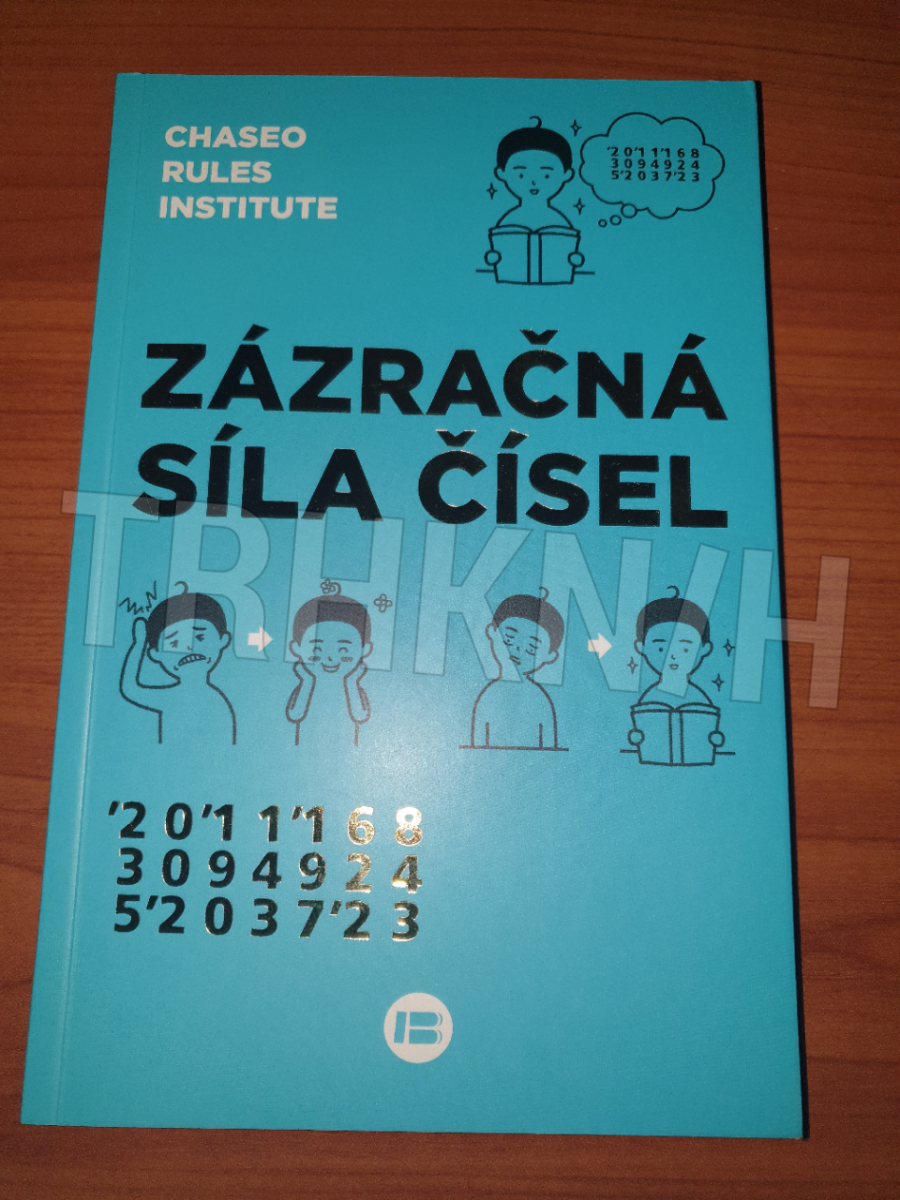 CHASEO
RULES
INSTITUTE
'2 0'1 1'1 6 8
3 0 9 4 9 2 4
5'2 0 3 7'2 3
ZÁZRAČNÁ
SÍLA ČÍSEL
'2 0'1 1'1 6 8
3 0 9 4 9 2 4
5'2 0 3 7'2 3
B